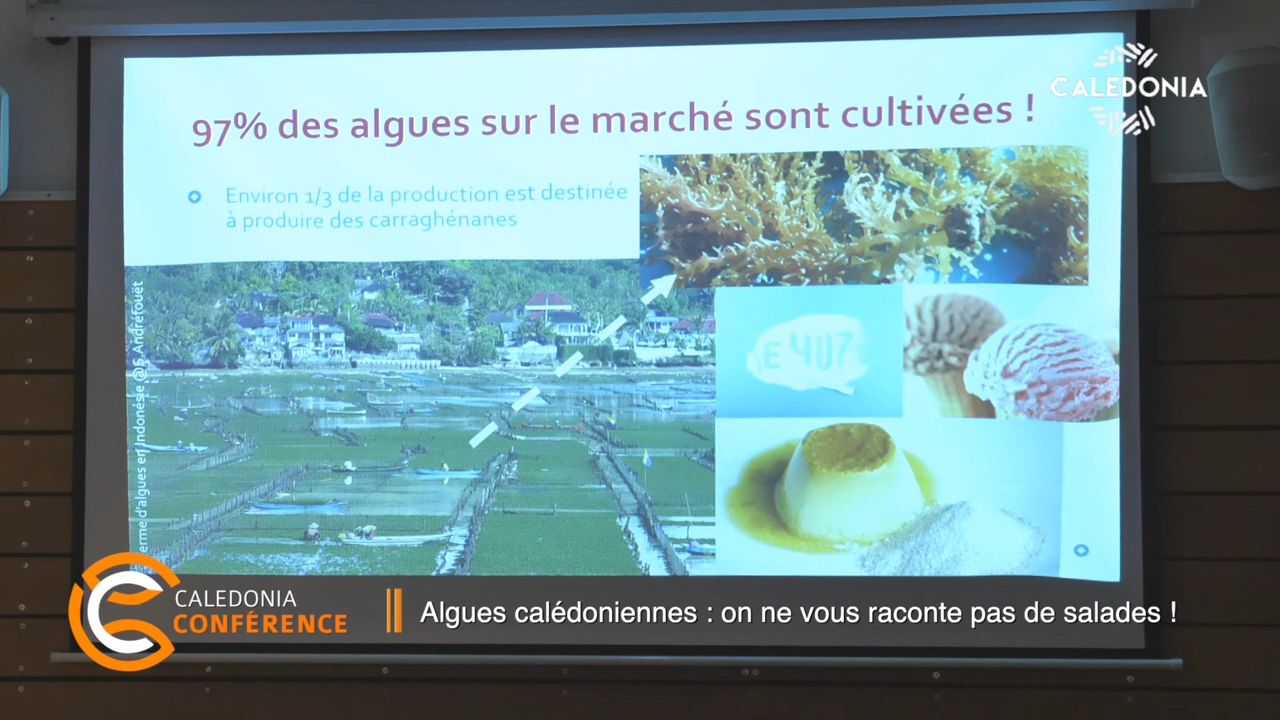 CALEDONIA
97% des algues sur le marché sont cultivées !
Environ 1/3 de la production est destinée
à produire des carraghénanes
erme d'algues en Indonésie @S Andréfouët
E 407
CALEDONIA
CONFÉRENCE
Algues calédoniennes : on ne vous raconte pas de salades !